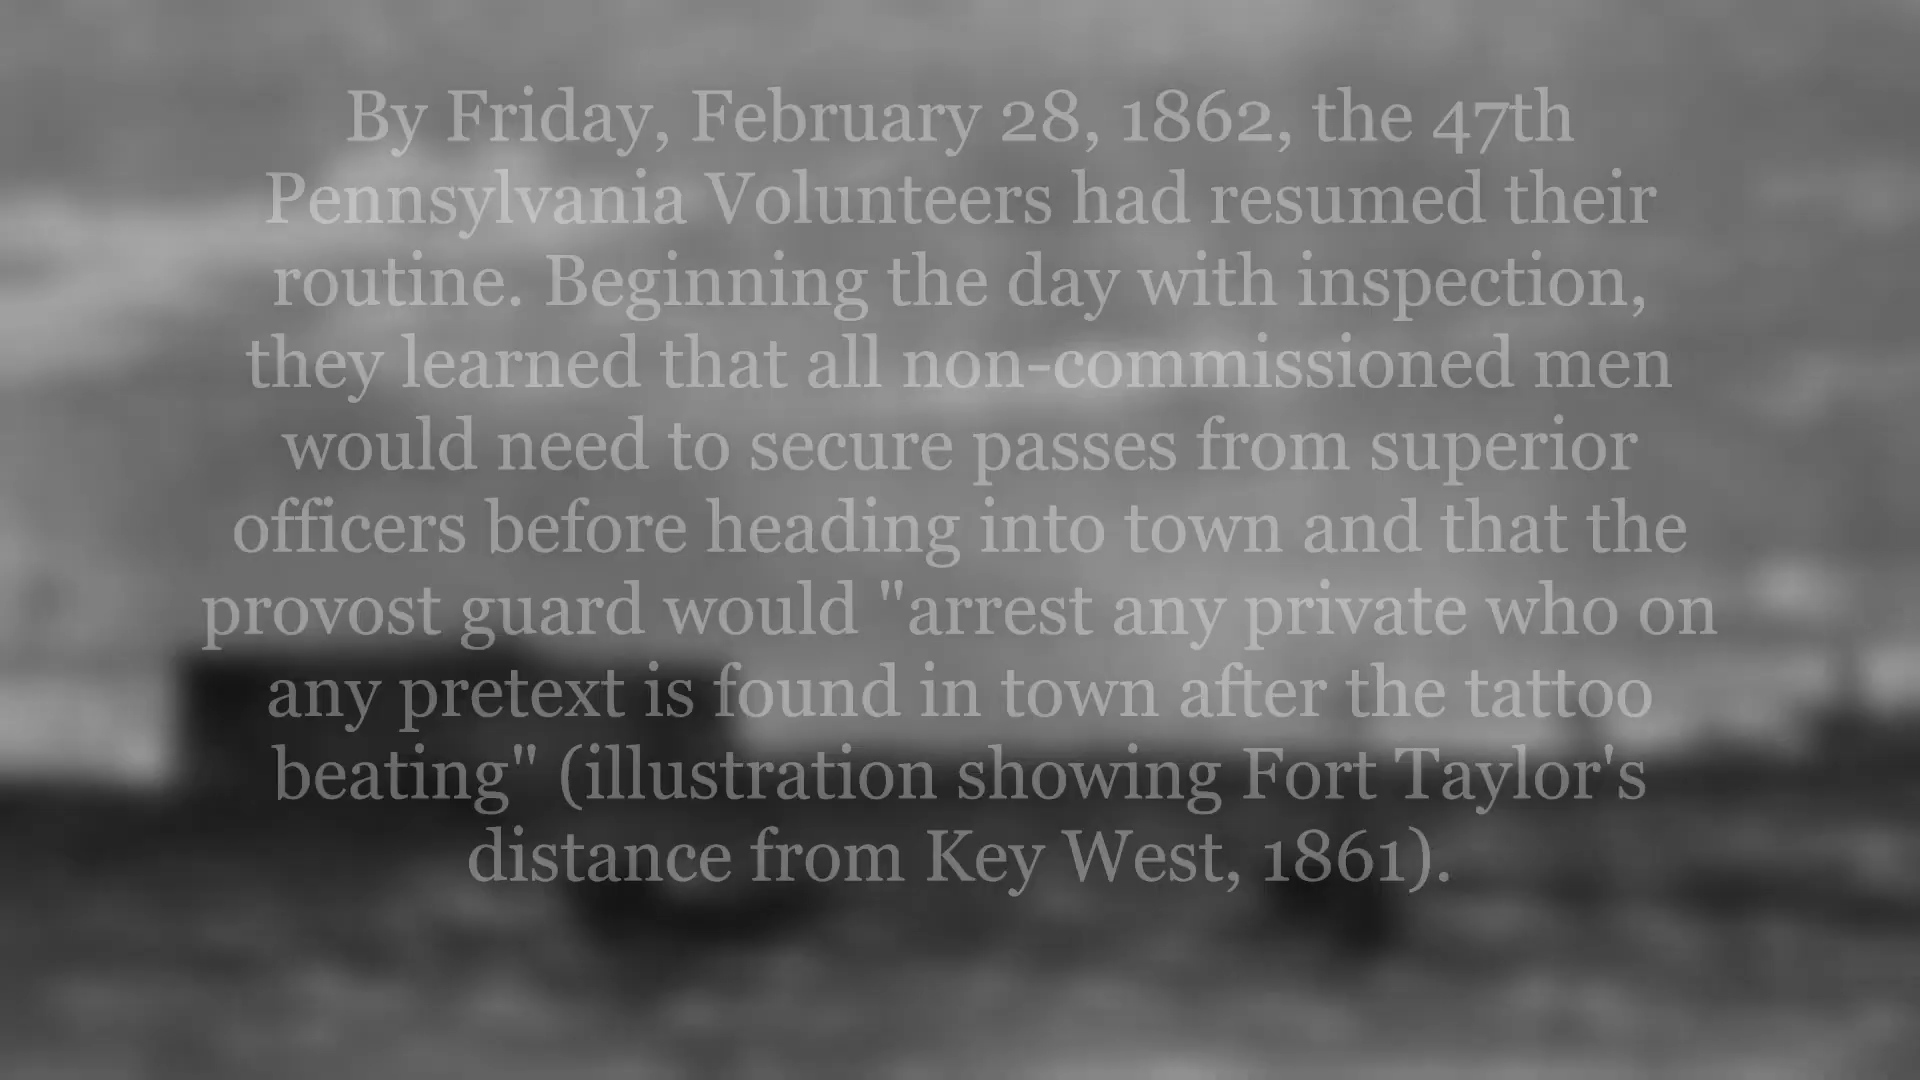 By Friday, February 28, 1862, the 47th
Pennsylvania Volunteers had resumed their
routine. Beginning the day with inspection,
they learned that all non-commissioned men
would need to secure passes from superior
officers before heading into town and that the
provost guard would "arrest any private who on
any pretext is found in town after the tattoo
beating" (illustration showing Fort Taylor's
distance from Key West, 1861).